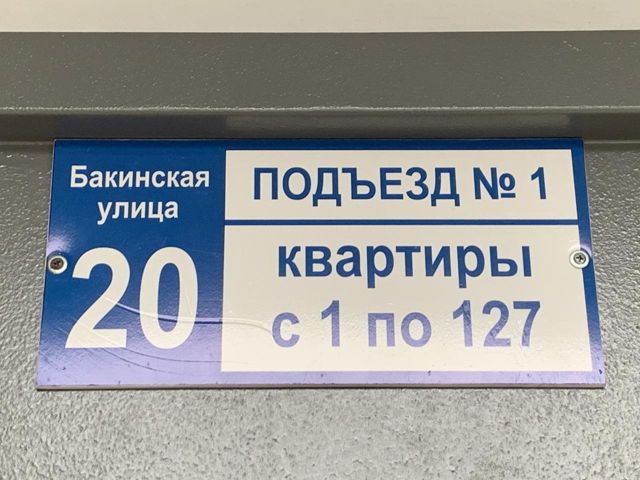 Бакинская
улица
20
ПОДЪЕЗД № 1
квартиры
с 1 по 127